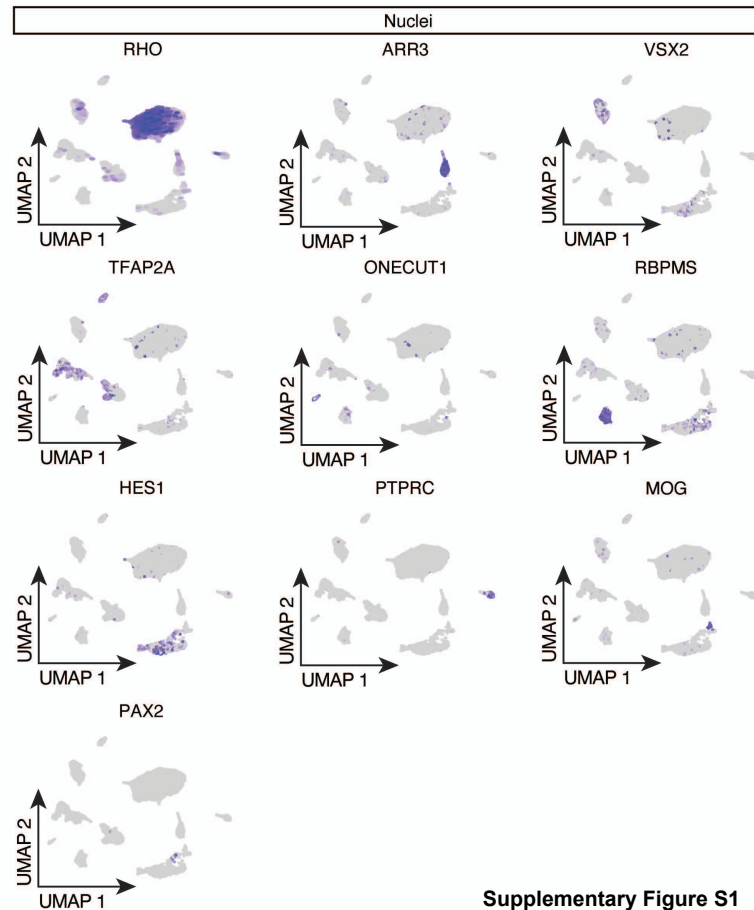 Nuclei
RHO
ARR3
VSX2
UMAP 2
UMAP 2
UMAP 2
UMAP 1
UMAP 1
UMAP 1
TFAP2A
ONECUT1
RBPMS
UMAP 2
UMAP 2
UMAP 2
UMAP 1
UMAP 1
UMAP 1
HES1
PTPRC
MOG
UMAP 2
UMAP 2
UMAP 2
UMAP 1
UMAP 1
UMAP 1
PAX2
UMAP 2
UMAP 1
Supplementary Figure S1